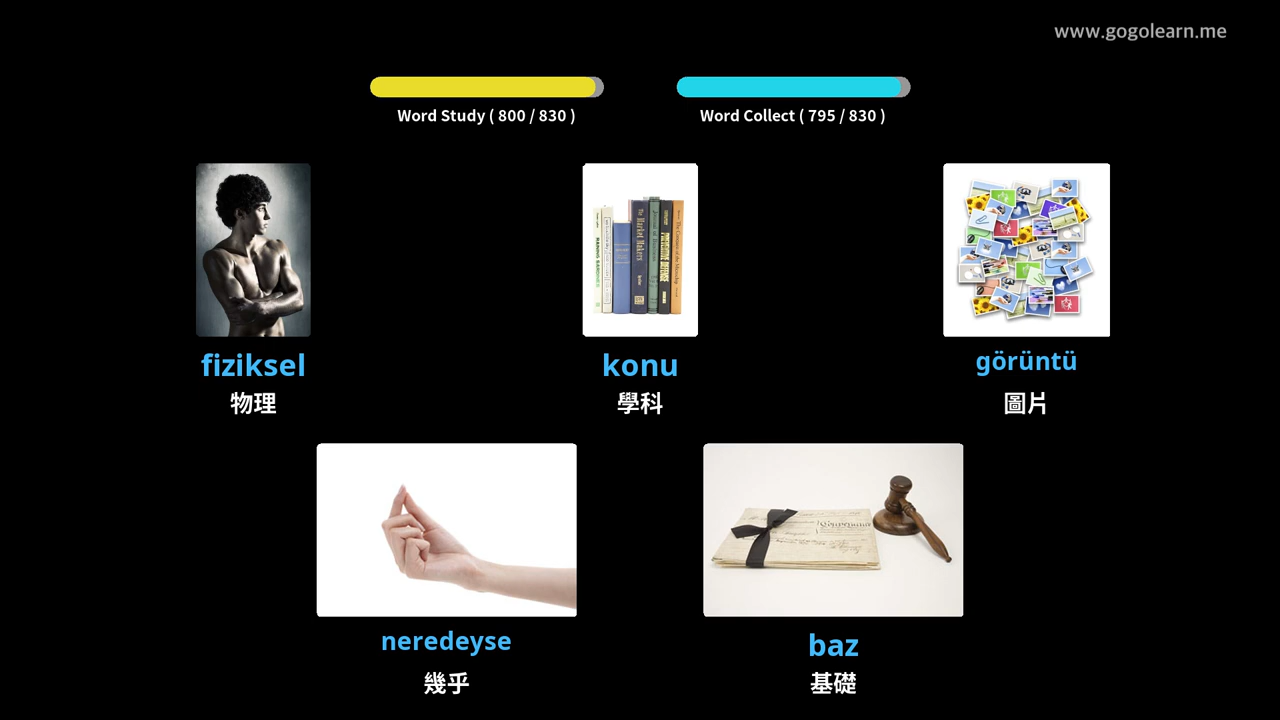 www.gogolearn.me
Word Study ( 800 / 830 )
Word Collect ( 795 / 830 )
fiziksel
物理
konu
學科
görüntü
圖片
neredeyse
幾乎
baz
基礎